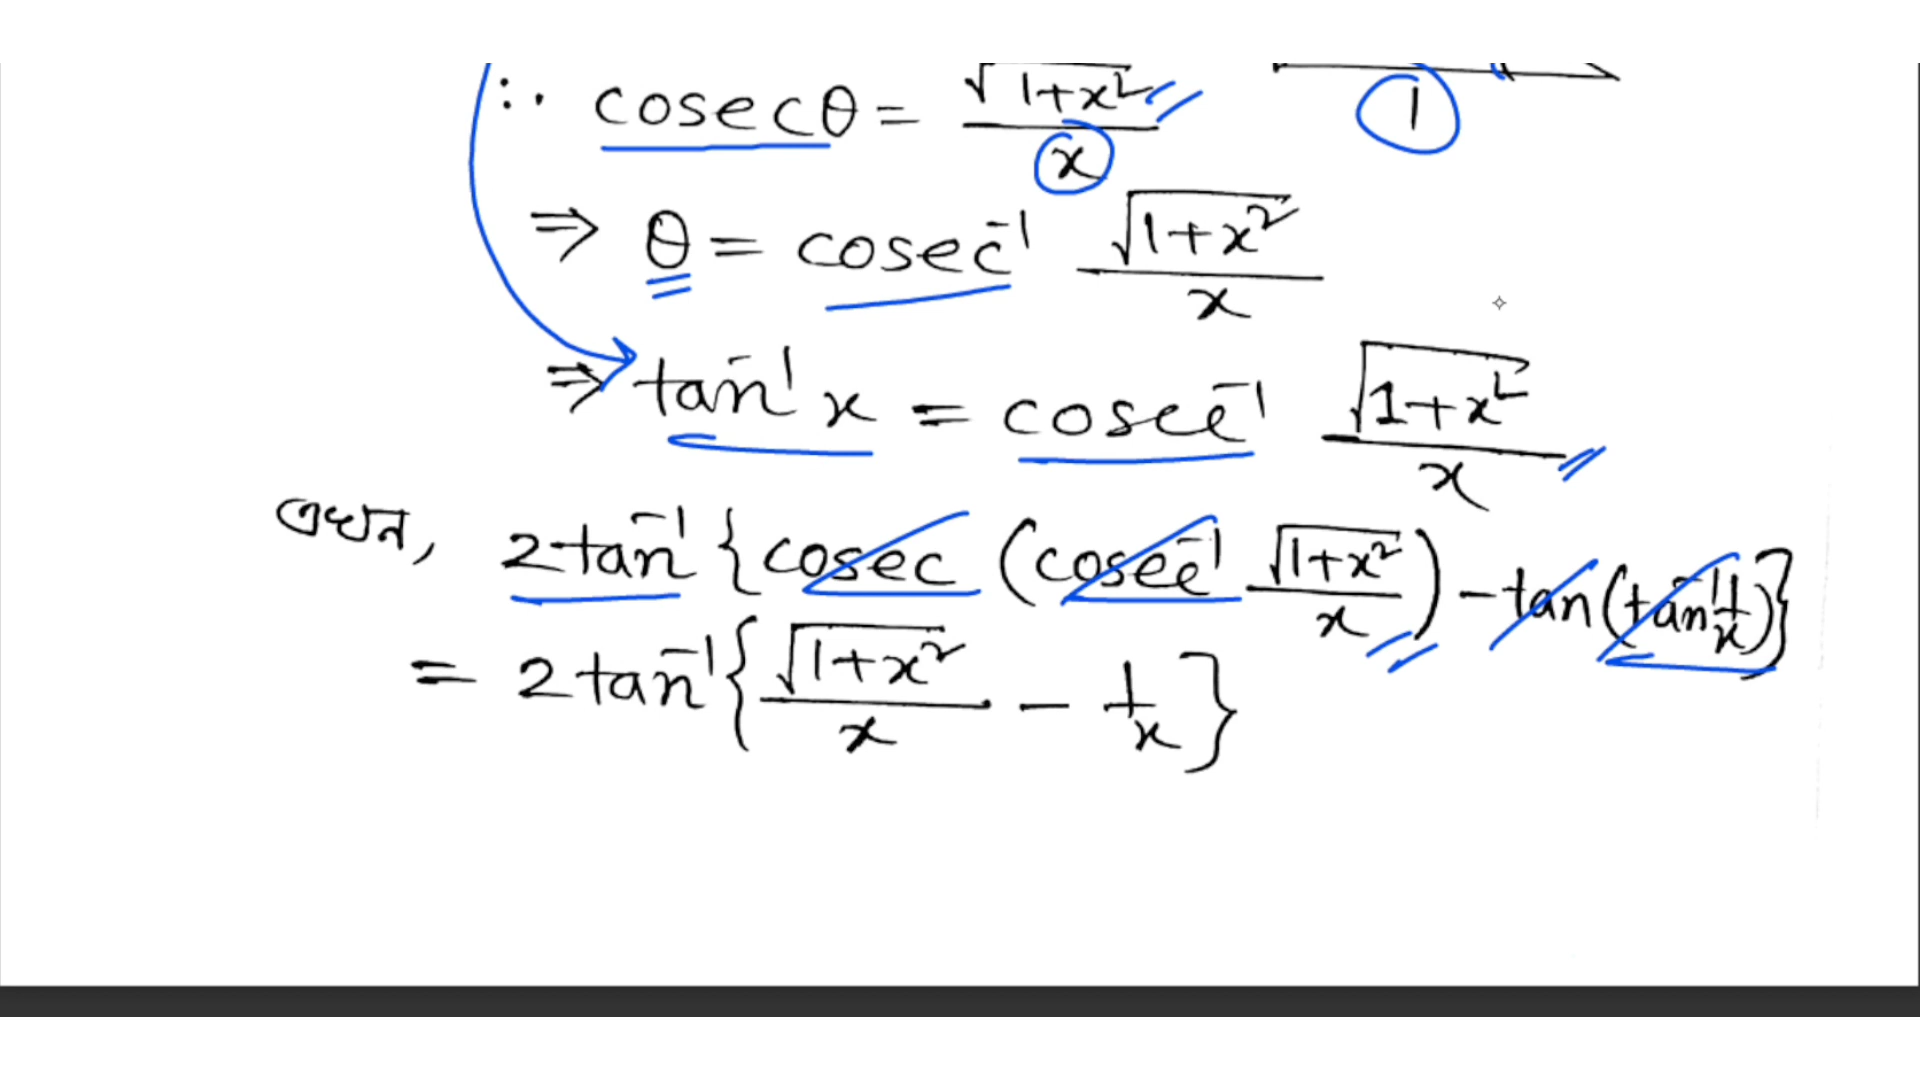 ∴ cosecθ = √(1+x²)/x 1
⇒ θ = cosec⁻¹ √(1+x²)/x
⇒ tan⁻¹x = cosec⁻¹ √(1+x²)/x
এখন, 2tan⁻¹{cosec(cosec⁻¹ √(1+x²)/x) - tan(tan⁻¹ 1/x)}
= 2tan⁻¹{√(1+x²)/x - 1/x}